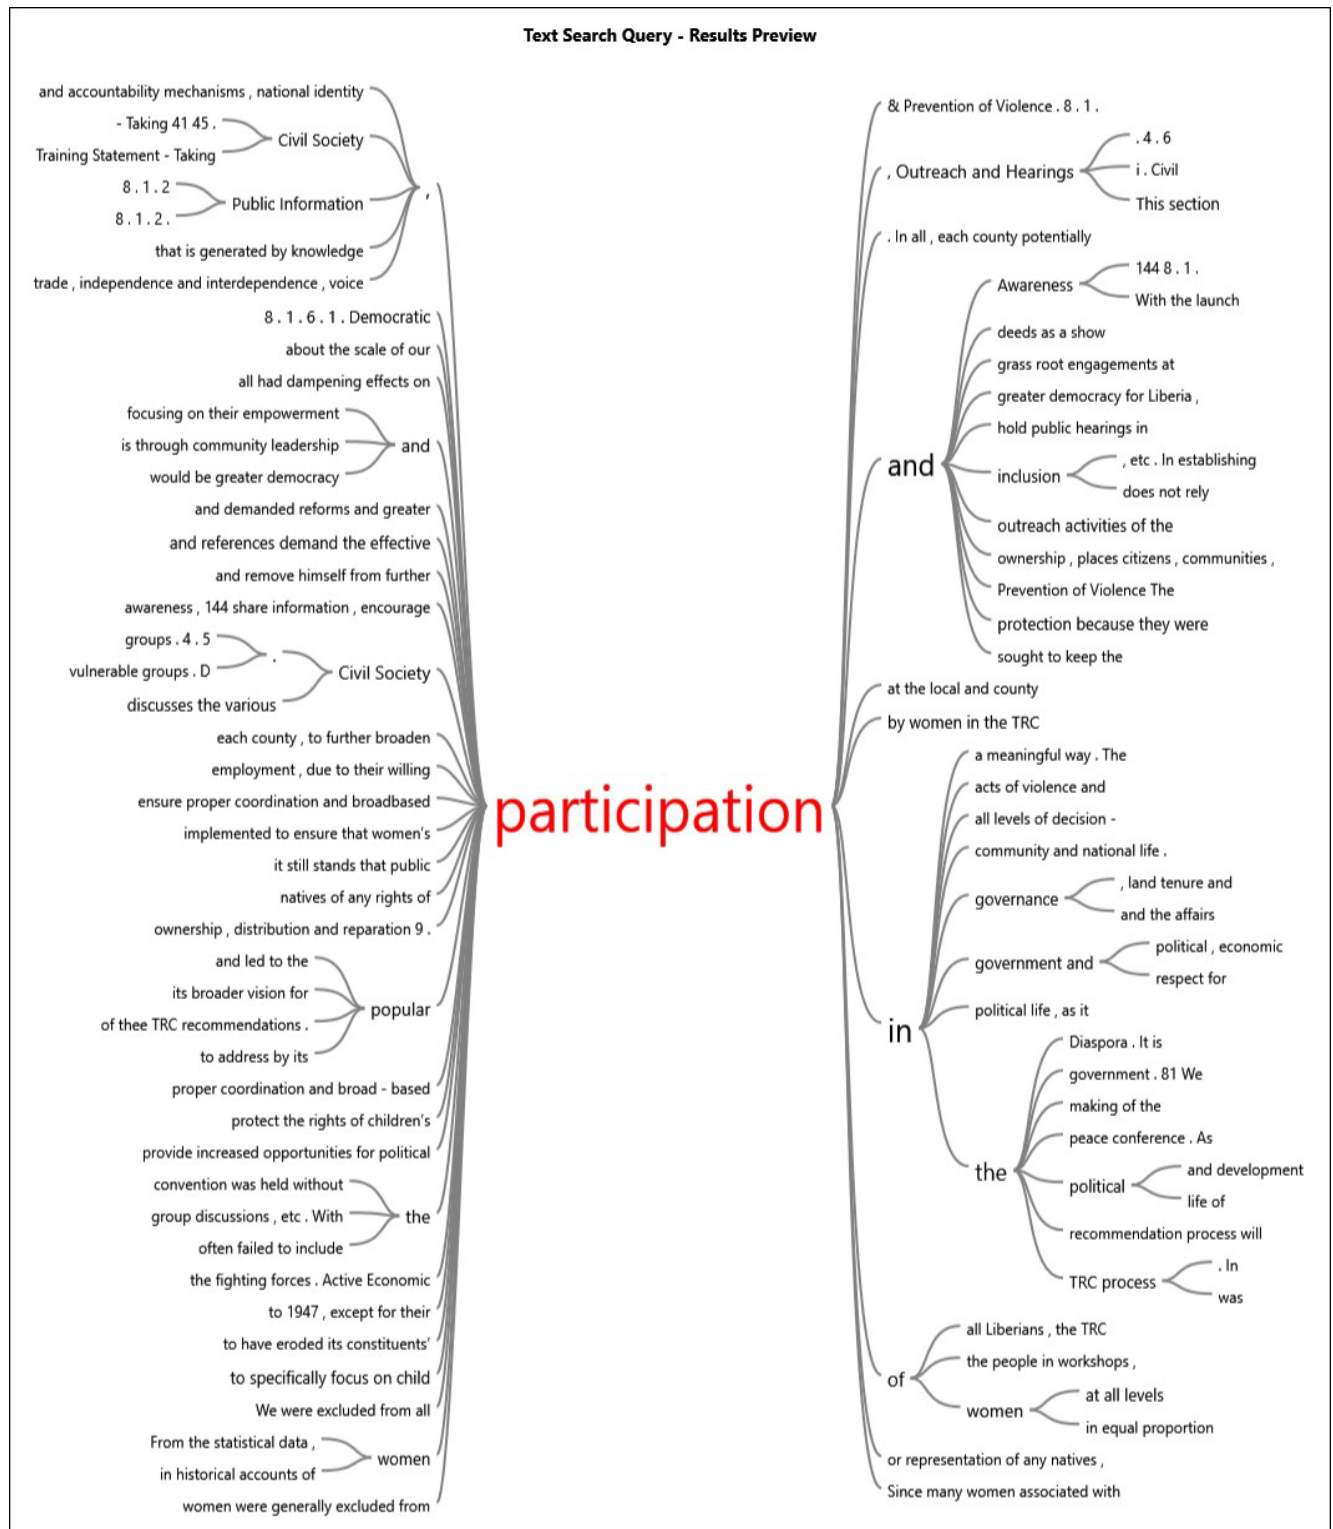 Text Search Query - Results Preview
and accountability mechanisms , national identity
- Taking 41 45 .
Training Statement - Taking
Civil Society
8 . 1 . 2
8 . 1 . 2 .
Public Information
that is generated by knowledge
trade , independence and interdependence , voice
,
8 . 1 . 6 . 1 . Democratic
about the scale of our
all had dampening effects on
focusing on their empowerment
is through community leadership
would be greater democracy
and
and demanded reforms and greater
and references demand the effective
and remove himself from further
awareness , 144 share information , encourage
groups . 4 . 5
vulnerable groups . D
.
discusses the various
Civil Society
each county , to further broaden
employment , due to their willing
ensure proper coordination and broadbased
implemented to ensure that women's
it still stands that public
natives of any rights of
ownership , distribution and reparation 9 .
and led to the
its broader vision for
of thee TRC recommendations .
to address by its
popular
proper coordination and broad - based
protect the rights of children's
provide increased opportunities for political
convention was held without
group discussions , etc . With
often failed to include
the
the fighting forces . Active Economic
to 1947 , except for their
to have eroded its constituents'
to specifically focus on child
We were excluded from all
From the statistical data ,
in historical accounts of
women
women were generally excluded from
participation
& Prevention of Violence . 8 . 1 .
, Outreach and Hearings
. 4 . 6
i . Civil
This section
. In all , each county potentially
and
Awareness
144 8 . 1 .
With the launch
deeds as a show
grass root engagements at
greater democracy for Liberia ,
hold public hearings in
inclusion
, etc . In establishing
does not rely
outreach activities of the
ownership , places citizens , communities ,
Prevention of Violence The
protection because they were
sought to keep the
at the local and county
by women in the TRC
in
a meaningful way . The
acts of violence and
all levels of decision -
community and national life .
governance
, land tenure and
and the affairs
government and
political , economic
respect for
political life , as it
the
Diaspora . It is
government . 81 We
making of the
peace conference . As
political
and development
life of
recommendation process will
TRC process
. In
was
of
all Liberians , the TRC
the people in workshops ,
women
at all levels
in equal proportion
or representation of any natives ,
Since many women associated with